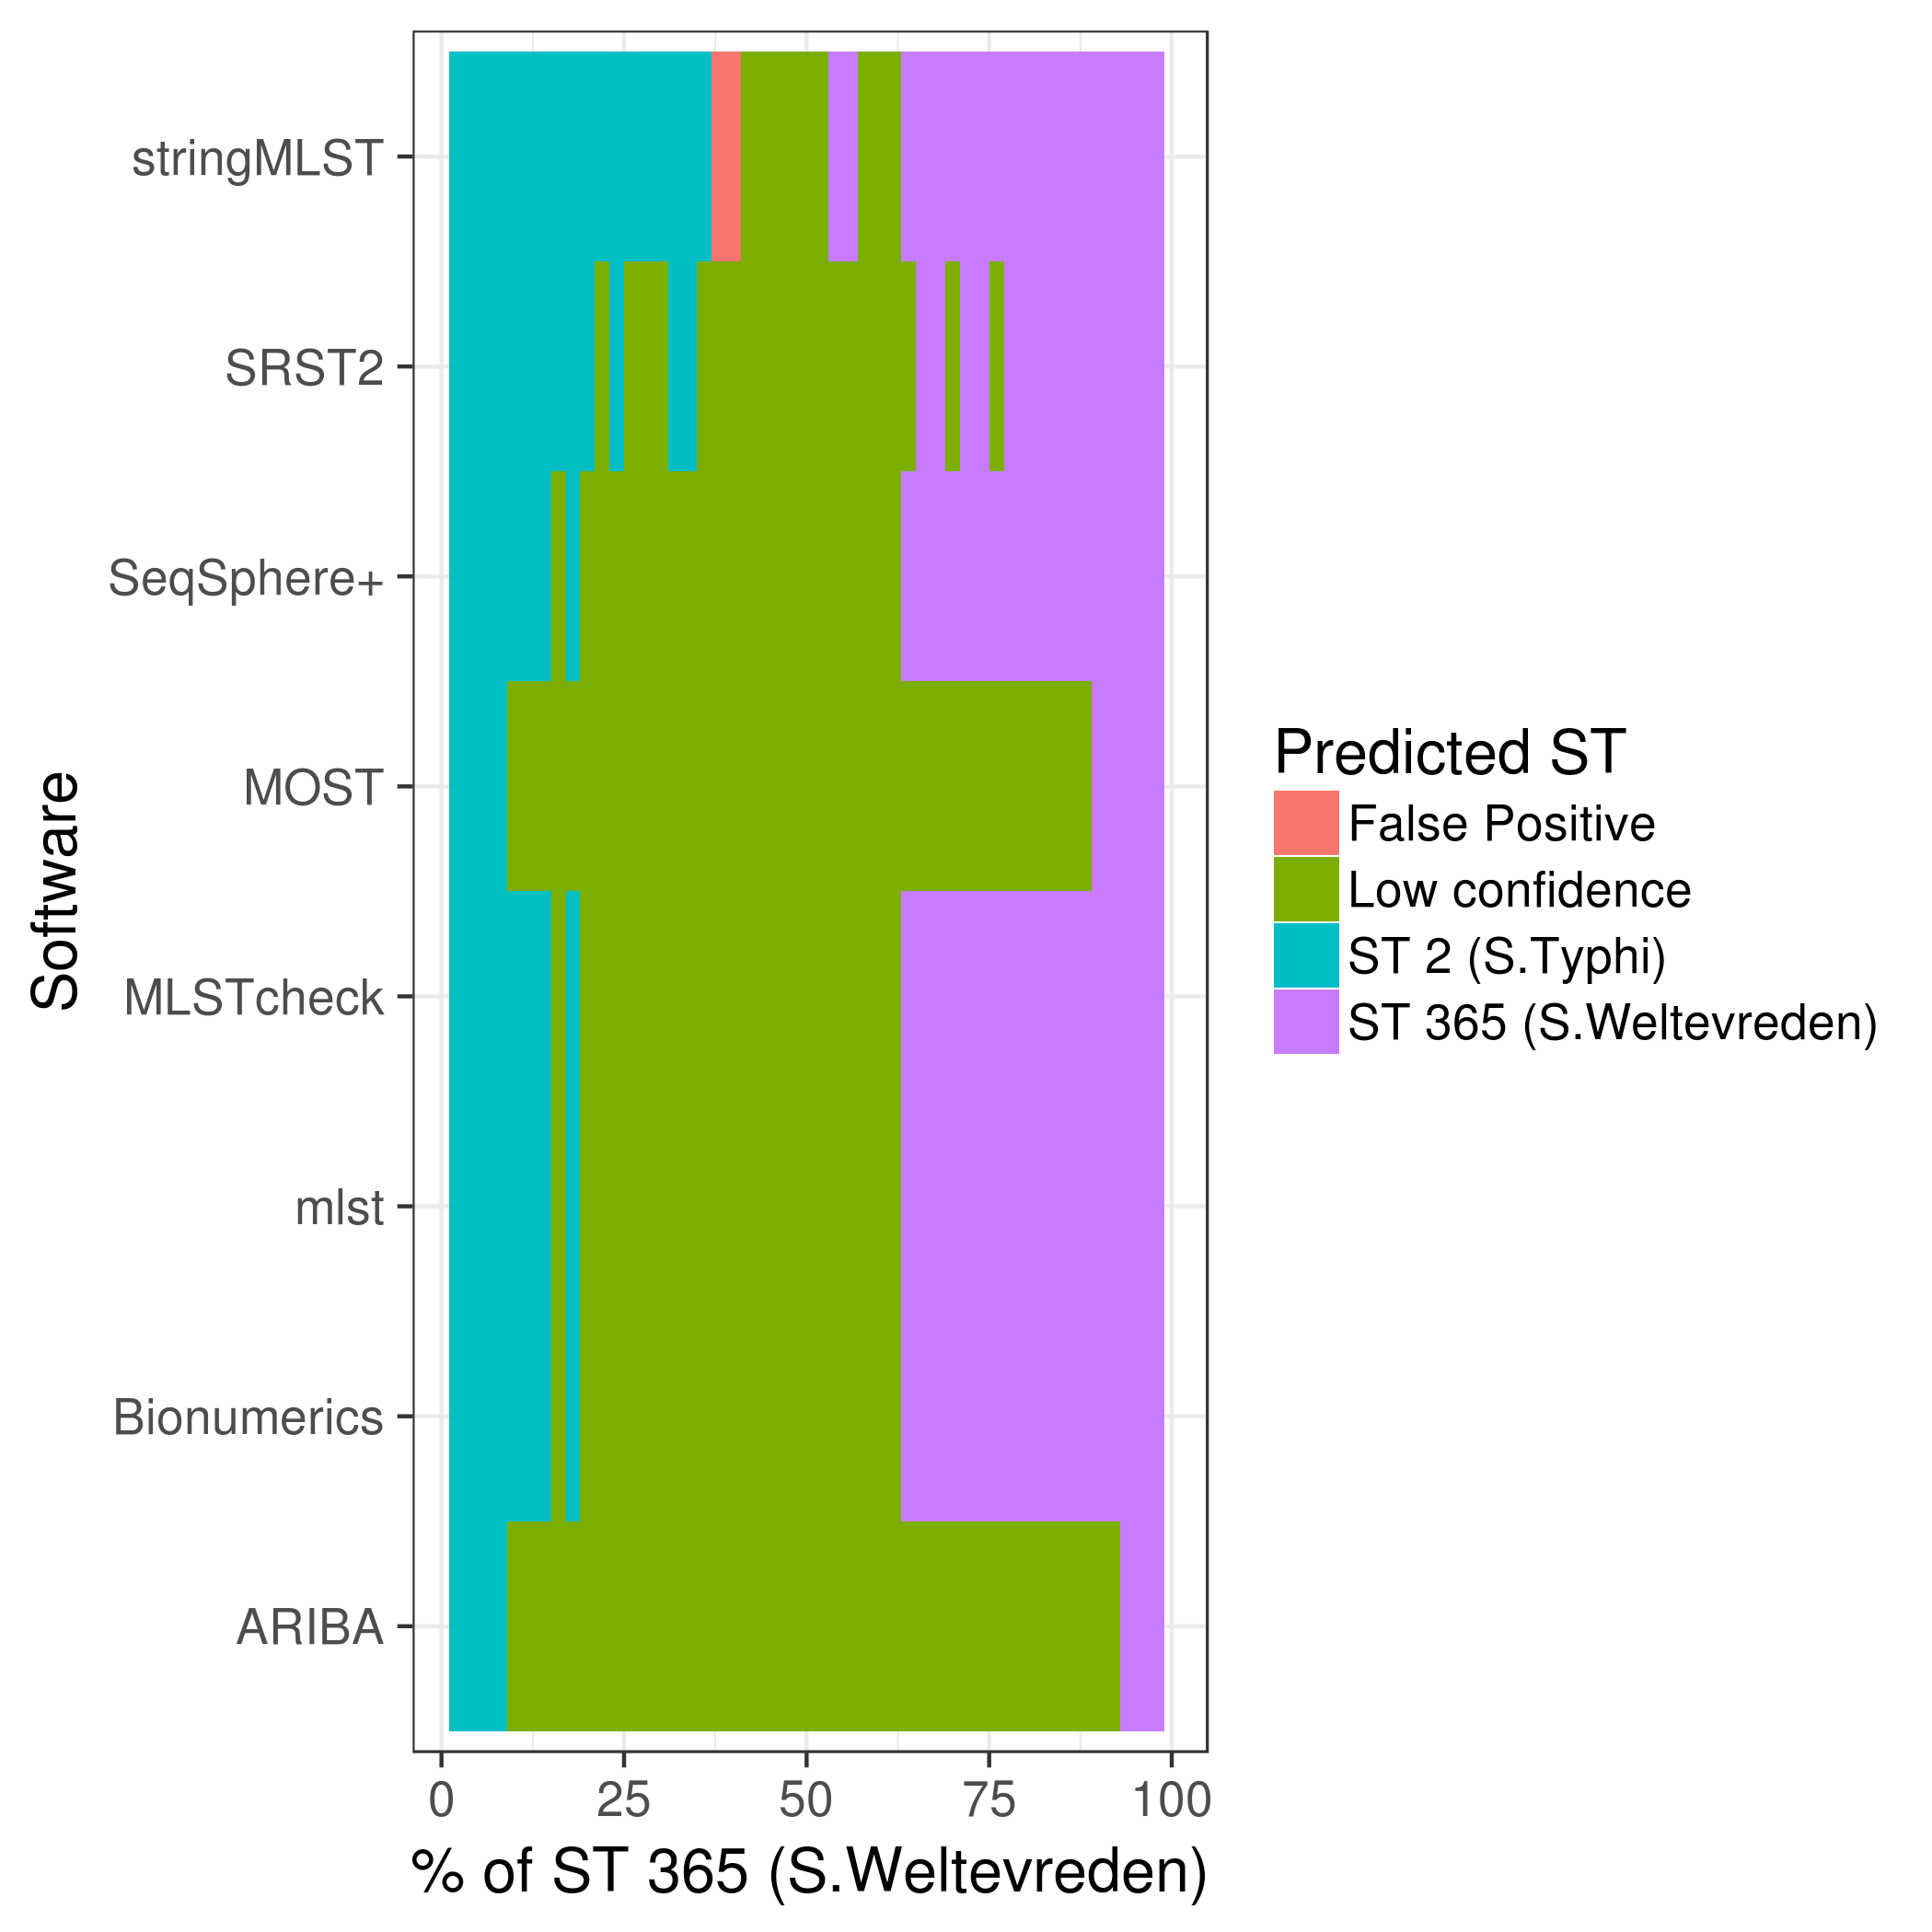 stringMLST
SRST2
SeqSphere+
MOST
MLSTcheck
mlst
Bionumerics
ARIBA
Software
0 25 50 75 100
% of ST 365 (S.Weltevreden)
Predicted ST
False Positive
Low confidence
ST 2 (S.Typhi)
ST 365 (S.Weltevreden)